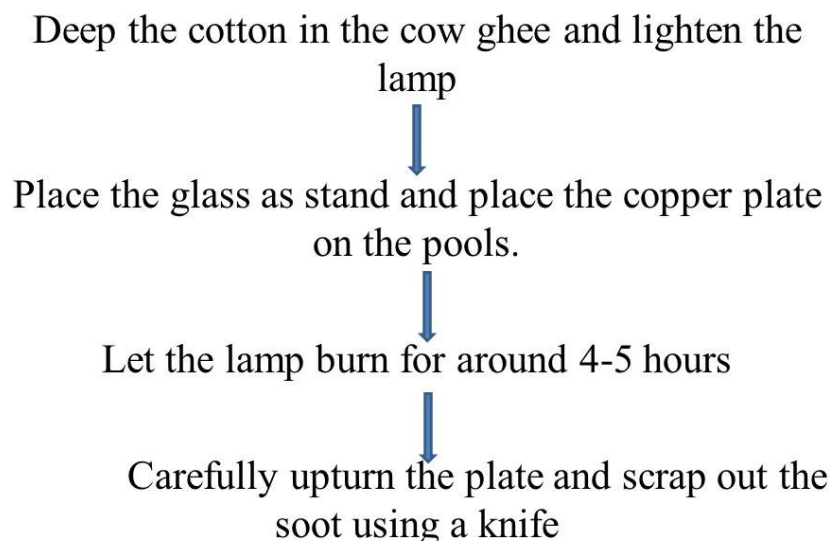 Deep the cotton in the cow ghee and lighten the
lamp
Place the glass as stand and place the copper plate
on the pools.
Let the lamp burn for around 4-5 hours
Carefully upturn the plate and scrap out the
soot using a knife